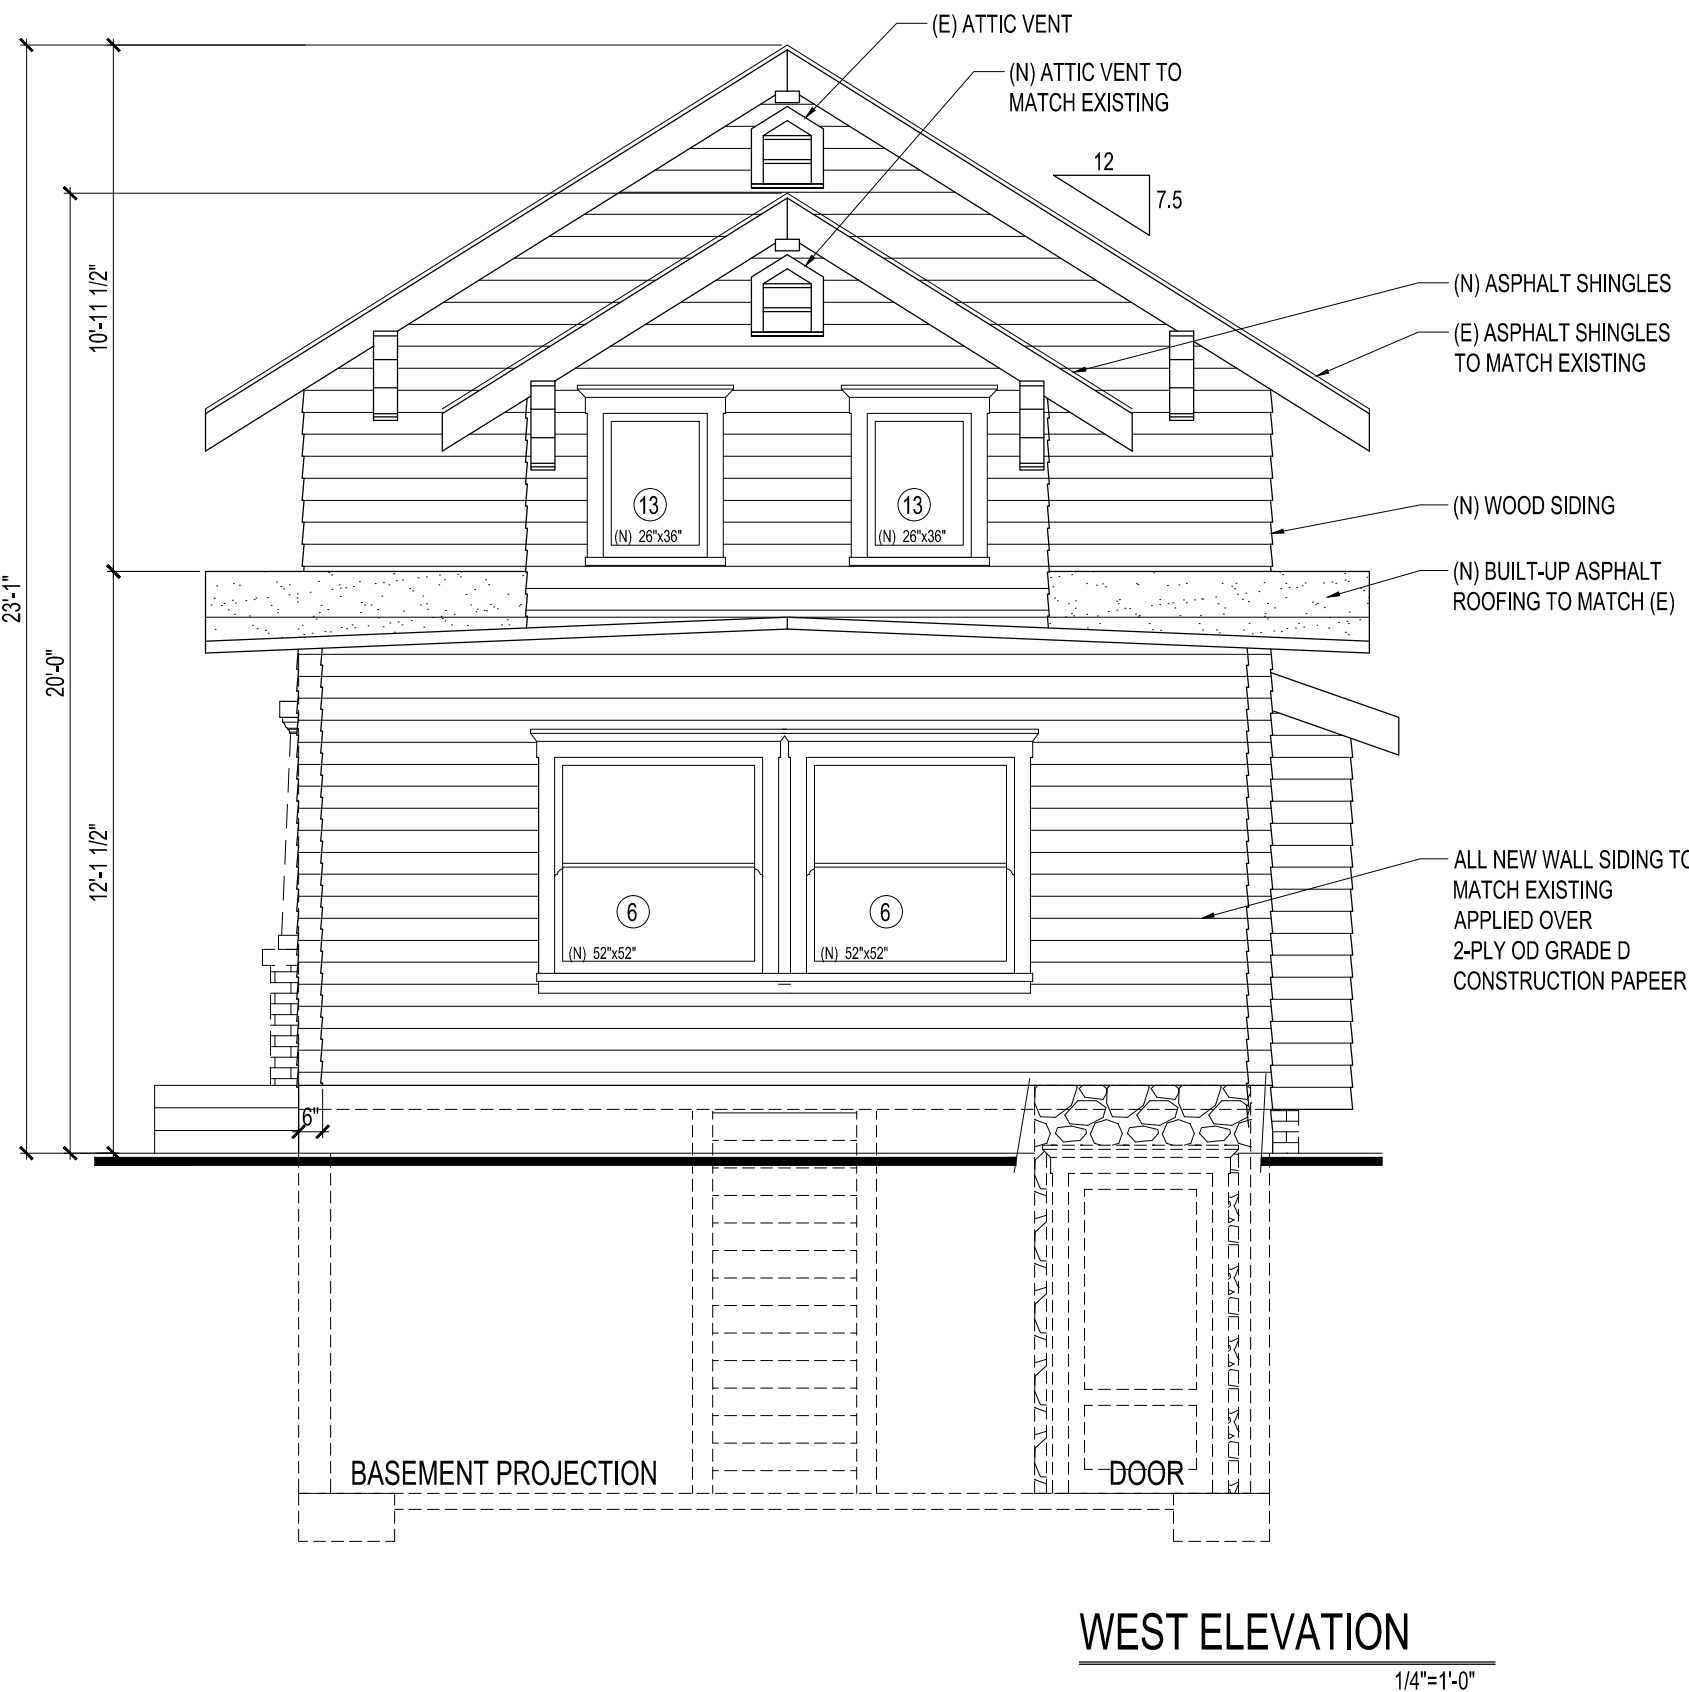 (E) ATTIC VENT
(N) ATTIC VENT TO
MATCH EXISTING
12
7.5
(N) ASPHALT SHINGLES
(E) ASPHALT SHINGLES
TO MATCH EXISTING
10'-11 1/2"
13
(N) 26"x36"
13
(N) 26"x36"
(N) WOOD SIDING
(N) BUILT-UP ASPHALT
ROOFING TO MATCH (E)
23'-1"
20'-0"
12'-1 1/2"
ALL NEW WALL SIDING TO
MATCH EXISTING
APPLIED OVER
2-PLY OD GRADE D
CONSTRUCTION PAPEER
6
(N) 52"x52"
6
(N) 52"x52"
6"
BASEMENT PROJECTION
DOOR
WEST ELEVATION
1/4"=1'-0"